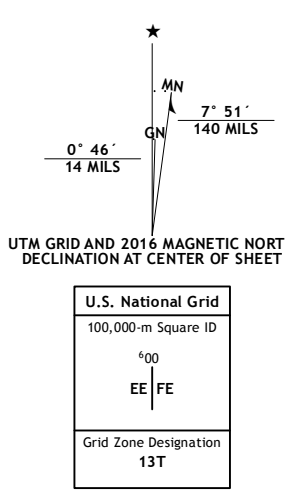 ★
MN
7° 51´
140 MILS
GN
0° 46´
14 MILS
UTM GRID AND 2016 MAGNETIC NORT
DECLINATION AT CENTER OF SHEET
U.S. National Grid
100,000-m Square ID
⁶00
EE FE
Grid Zone Designation
13T